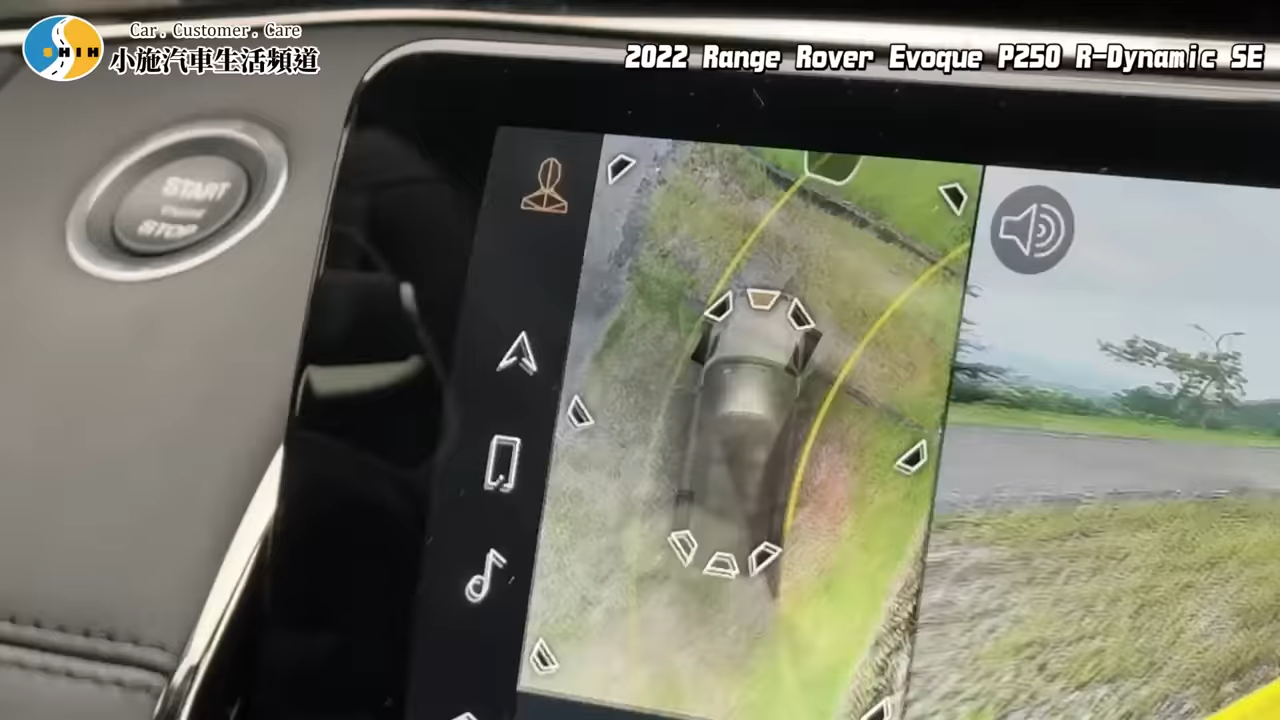 Car. Customer. Care
SHIH
小施汽車生活頻道
2022 Range Rover Evoque P250 R-Dynamic SE
START
STOP